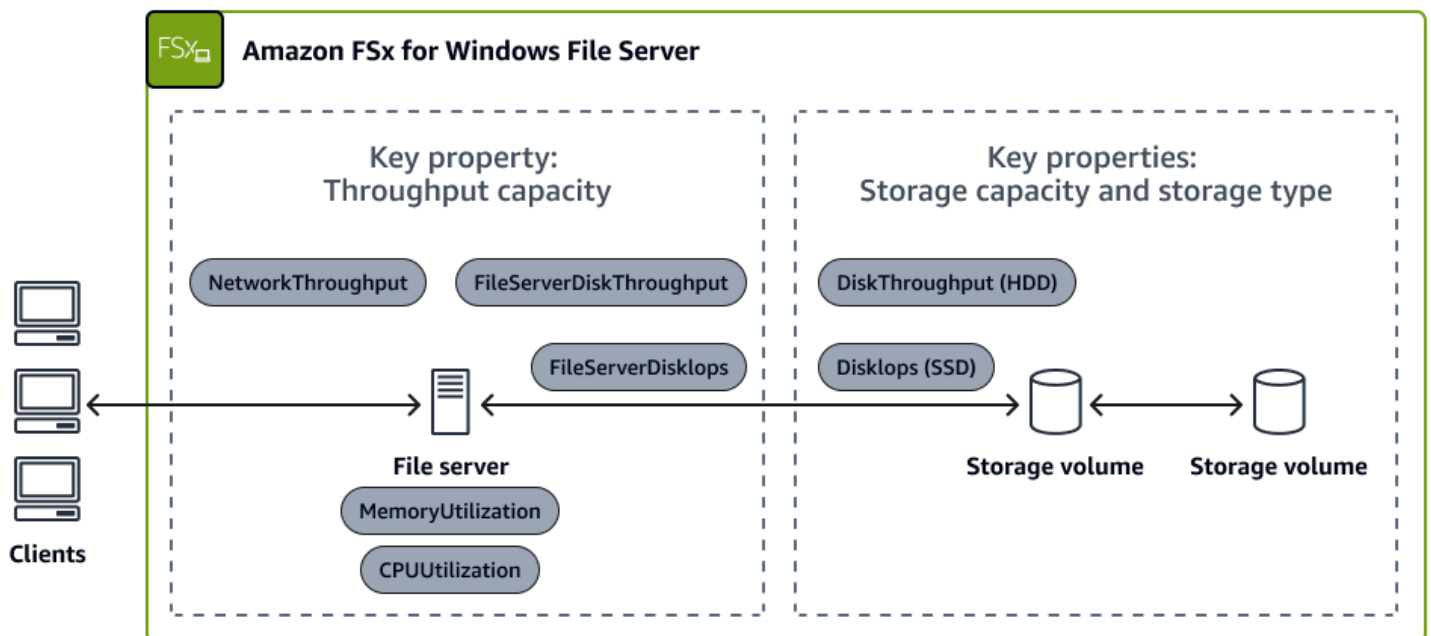 FSx
Amazon FSx for Windows File Server
Key property:
Throughput capacity
NetworkThroughput
FileServerDiskThroughput
FileServerDiskIops
File server
MemoryUtilization
CPUUtilization
Key properties:
Storage capacity and storage type
DiskThroughput (HDD)
DiskIops (SSD)
Storage volume
Storage volume
Clients